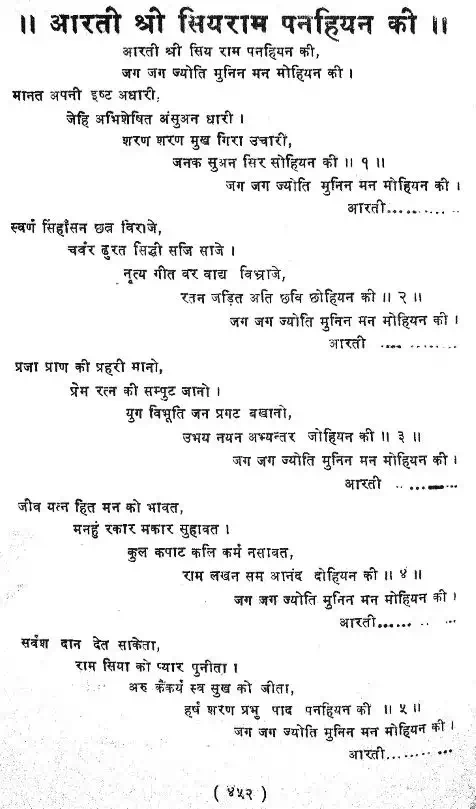 ॥ आरती श्री सियराम पनहियन की ॥
आरती श्री सिय राम पनहियन की,
जग जग ज्योति मुनिन मन मोहियन की ।
मानत अपनी इष्ट अधारी,
जेहि अभिशेषित अंसुअन धारी ।
शरण शरण मुख गिरा उचारी,
जनक सुअन सिर सोहियन की ॥ १ ॥
जग जग ज्योति मुनिन मन मोहियन की ।
आरती...........
स्वर्ण सिंहांसन छत्र विराजे,
चवंर ढुरत सिद्धी सजि साजे ।
नृत्य गीत वर वाद्य विभ्राजे,
रतन जड़ित अति छवि छोहियन की ॥ २ ॥
जग जग ज्योति मुनिन मन मोहियन की ।
आरती ...........
प्रजा प्राण की प्रहरी मानो,
प्रेम रत्न की सम्पुट जानो ।
युग विभूति जन प्रगट बखानो,
उभय नयन अभ्यन्तर जोहियन की ॥ ३ ॥
जग जग ज्योति मुनिन मन मोहियन की ।
आरती ...........
जीव यत्न हित मन को भावत,
मनहुं रकार मकार सुहावत ।
कुल कपाट कलि कर्म नसावत,
राम लखन सम आनंद दोहियन की ॥ ४ ॥
जग जग ज्योति मुनिन मन मोहियन की ।
आरती...........
सर्वश दान देत साकेता,
राम सिया को प्यार पुनीता ।
अरु कैंकर्य स्व सुख को जीता,
हर्ष शरण प्रभु पाद पनहियन की ॥ ५ ॥
जग जग ज्योति मुनिन मन मोहियन की ।
आरती...........
( ४५२ )